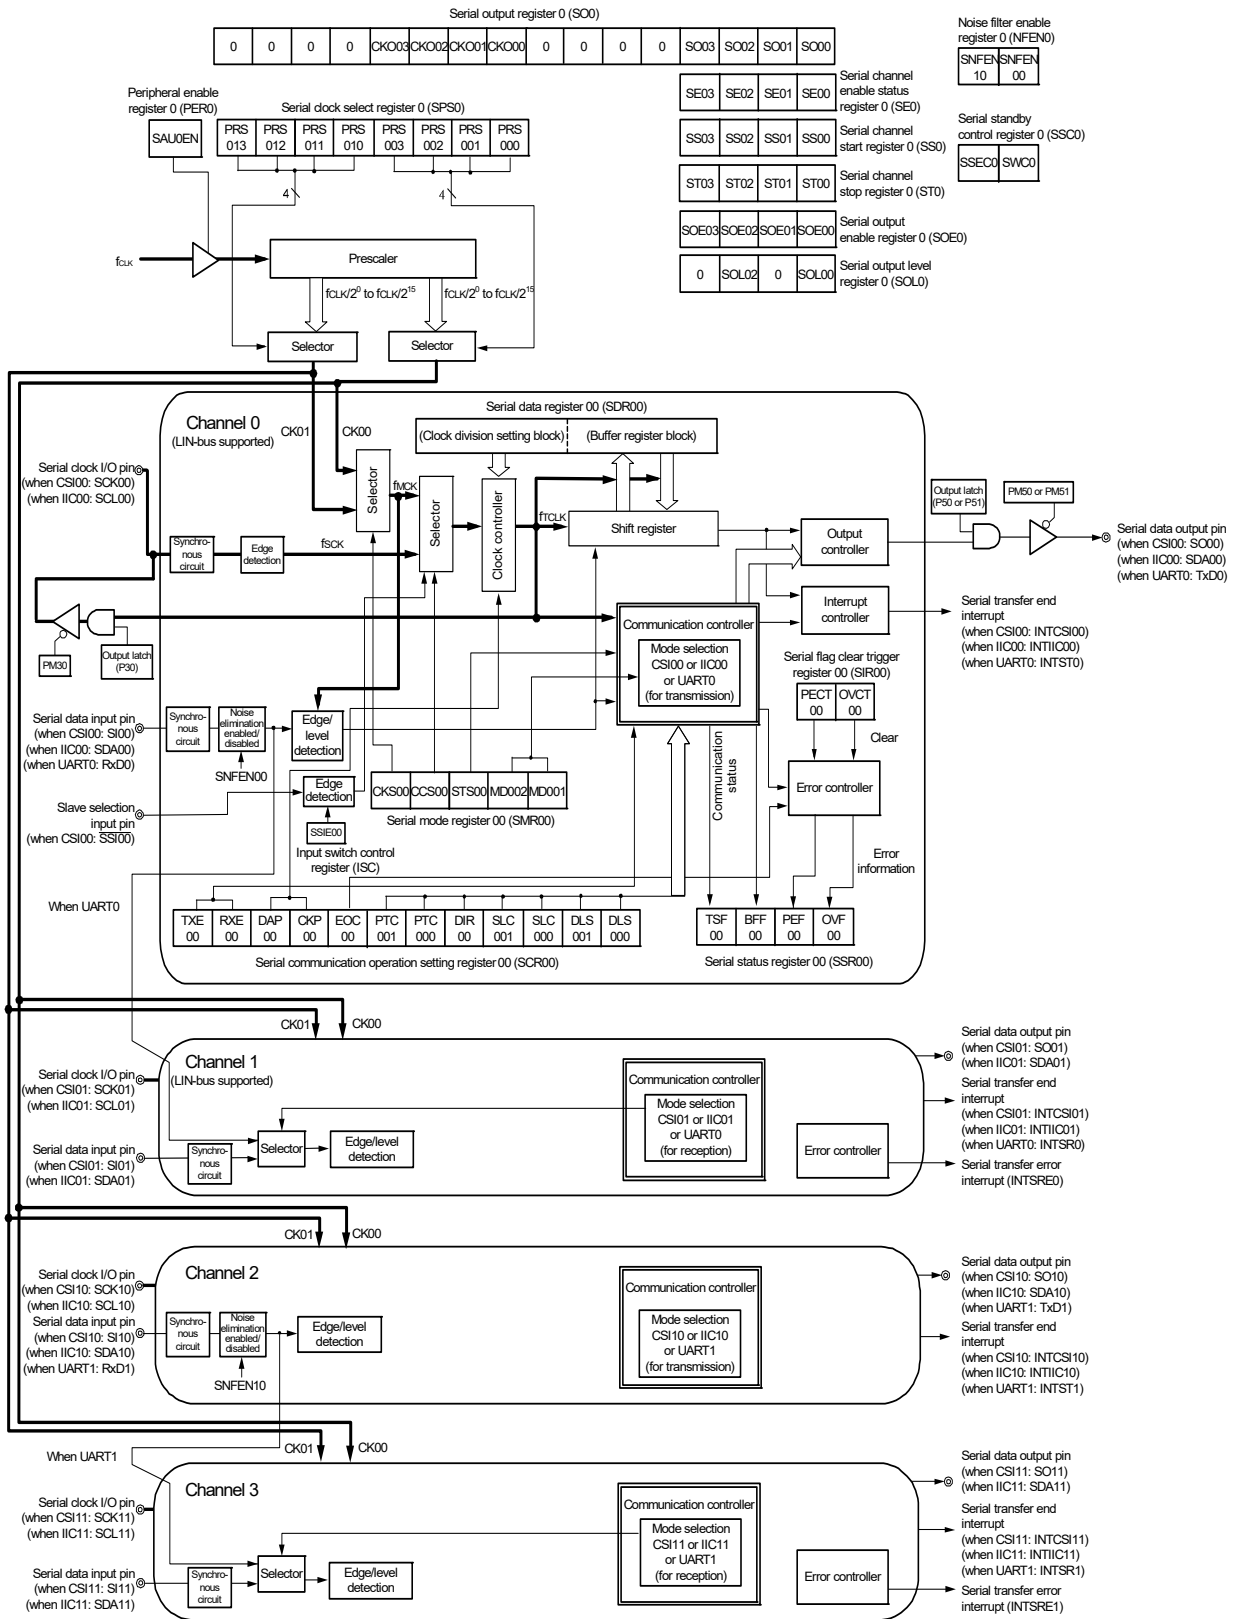 Serial output register 0 (SO0)
0 0 0 0 CKO03 CKO02 CKO01 CKO00 0 0 0 0 SO03 SO02 SO01 SO00
Noise filter enable
register 0 (NFEN0)
SNFEN SNFEN
10 00
Peripheral enable
register 0 (PER0)
SAU0EN
Serial clock select register 0 (SPS0)
PRS PRS PRS PRS PRS PRS PRS PRS
013 012 011 010 003 002 001 000
4
4
SE03 SE02 SE01 SE00
Serial channel
enable status
register 0 (SE0)
SS03 SS02 SS01 SS00
Serial channel
start register 0 (SS0)
Serial standby
control register 0 (SSC0)
SSEC0 SWC0
ST03 ST02 ST01 ST00
Serial channel
stop register 0 (ST0)
SOE03 SOE02 SOE01 SOE00
Serial output
enable register 0 (SOE0)
0 SOL02 0 SOL00
Serial output level
register 0 (SOL0)
fCLK
Prescaler
fCLK/2^0 to fCLK/2^15
fCLK/2^0 to fCLK/2^15
Selector
Selector
Channel 0
(LIN-bus supported)
CK01
CK00
Serial data register 00 (SDR00)
(Clock division setting block)
(Buffer register block)
Serial clock I/O pin
(when CSI00: SCK00)
(when IIC00: SCL00)
Selector
fMCK
Selector
Clock controller
fTCLK
Shift register
Output
controller
Output latch
(P50 or P51)
PM50 or PM51
Serial data output pin
(when CSI00: SO00)
(when IIC00: SDA00)
(when UART0: TxD0)
Synchro-
nous
circuit
Edge
detection
fSCK
Interrupt
controller
Serial transfer end
interrupt
(when CSI00: INTCSI00)
(when IIC00: INTIIC00)
(when UART0: INTST0)
PM30
Output latch
(P30)
Communication controller
Mode selection
CSI00 or IIC00
or UART0
(for transmission)
Serial flag clear trigger
register 00 (SIR00)
PECT OVCT
00 00
Clear
Serial data input pin
(when CSI00: SI00)
(when IIC00: SDA00)
(when UART0: RxD0)
Synchro-
nous
circuit
Noise
elimination
enabled/
disabled
SNFEN00
Edge/
level
detection
Communication
status
Error controller
Slave selection
input pin
(when CSI00: SSI00)
Edge
detection
SSIE00
Input switch control
register (ISC)
CKS00 CCS00 STS00 MD002 MD001
Serial mode register 00 (SMR00)
Error
information
When UART0
TXE RXE DAP CKP EOC PTC PTC DIR SLC SLC DLS DLS
00 00 00 00 00 001 000 00 001 000 001 000
Serial communication operation setting register 00 (SCR00)
TSF BFF PEF OVF
00 00 00 00
Serial status register 00 (SSR00)
CK01
CK00
Channel 1
(LIN-bus supported)
Serial clock I/O pin
(when CSI01: SCK01)
(when IIC01: SCL01)
Serial data input pin
(when CSI01: SI01)
(when IIC01: SDA01)
Synchro-
nous
circuit
Selector
Edge/level
detection
Communication controller
Mode selection
CSI01 or IIC01
or UART0
(for reception)
Error controller
Serial data output pin
(when CSI01: SO01)
(when IIC01: SDA01)
Serial transfer end
interrupt
(when CSI01: INTCSI01)
(when IIC01: INTIIC01)
(when UART0: INTSR0)
Serial transfer error
interrupt (INTSRE0)
CK01
CK00
Channel 2
Serial clock I/O pin
(when CSI10: SCK10)
(when IIC10: SCL10)
Serial data input pin
(when CSI10: SI10)
(when IIC10: SDA10)
(when UART1: RxD1)
Synchro-
nous
circuit
Noise
elimination
enabled/
disabled
SNFEN10
Edge/level
detection
Communication controller
Mode selection
CSI10 or IIC10
or UART1
(for transmission)
Serial data output pin
(when CSI10: SO10)
(when IIC10: SDA10)
(when UART1: TxD1)
Serial transfer end
interrupt
(when CSI10: INTCSI10)
(when IIC10: INTIIC10)
(when UART1: INTST1)
When UART1
CK01
CK00
Channel 3
Serial clock I/O pin
(when CSI11: SCK11)
(when IIC11: SCL11)
Serial data input pin
(when CSI11: SI11)
(when IIC11: SDA11)
Synchro-
nous
circuit
Selector
Edge/level
detection
Communication controller
Mode selection
CSI11 or IIC11
or UART1
(for reception)
Error controller
Serial data output pin
(when CSI11: SO11)
(when IIC11: SDA11)
Serial transfer end
interrupt
(when CSI11: INTCSI11)
(when IIC11: INTIIC11)
(when UART1: INTSR1)
Serial transfer error
interrupt (INTSRE1)